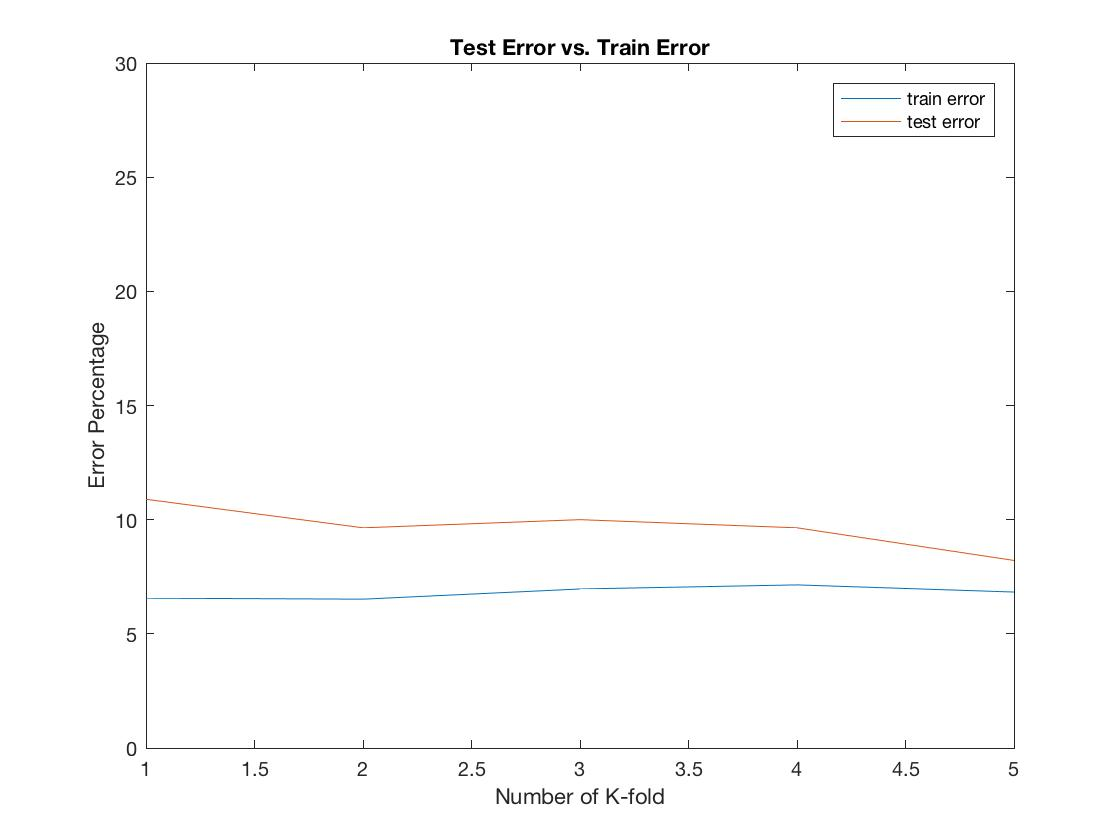 Test Error vs. Train Error
30
25
20
15
10
5
0
Error Percentage
train error
test error
1 1.5 2 2.5 3 3.5 4 4.5 5
Number of K-fold